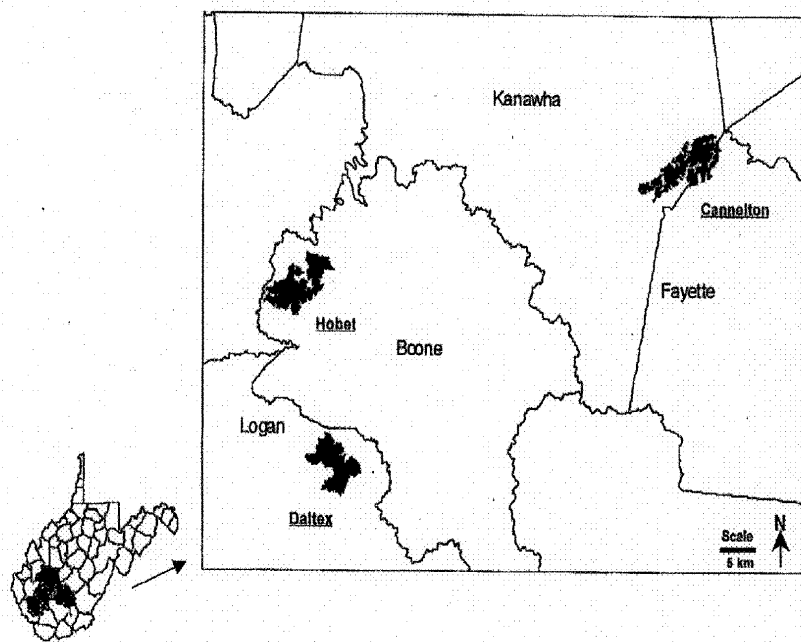 Kanawha
Cannelton
Fayette
Hobet
Boone
Logan
Daltex
Scale
5 km
N